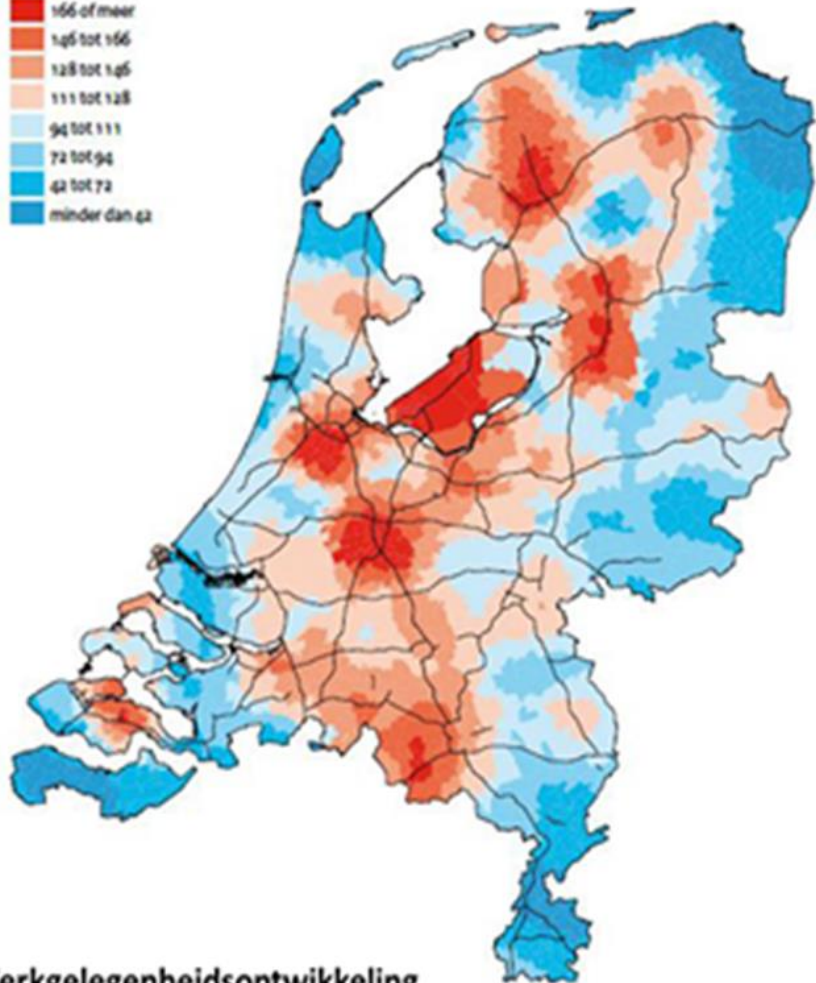 166 of meer
146 tot 166
128 tot 146
111 tot 128
94 tot 111
72 tot 94
42 tot 72
minder dan 42
erkgelegenheidsontwikkeling